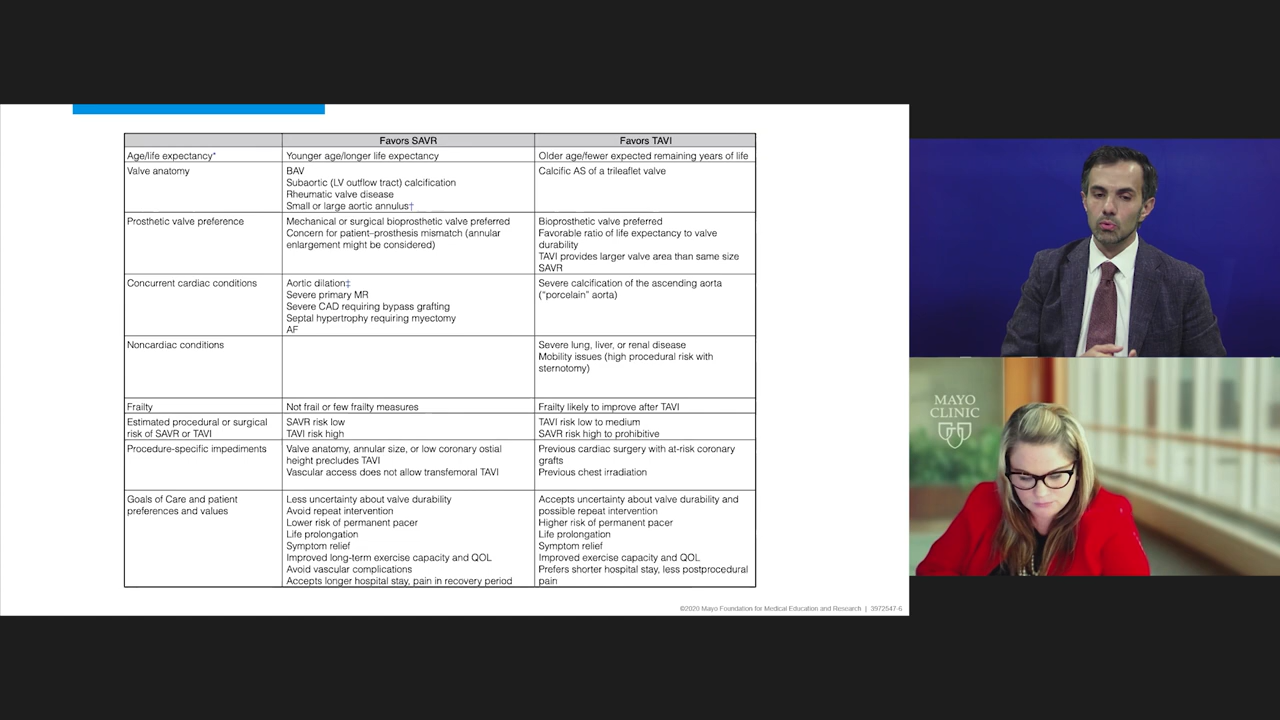 Favors SAVR
Favors TAVI
Age/life expectancy*
Younger age/longer life expectancy
Older age/fewer expected remaining years of life
Valve anatomy
BAV
Subaortic (LV outflow tract) calcification
Rheumatic valve disease
Small or large aortic annulus†
Calcific AS of a trileaflet valve
Prosthetic valve preference
Mechanical or surgical bioprosthetic valve preferred
Concern for patient–prosthesis mismatch (annular
enlargement might be considered)
Bioprosthetic valve preferred
Favorable ratio of life expectancy to valve
durability
TAVI provides larger valve area than same size
SAVR
Concurrent cardiac conditions
Aortic dilation‡
Severe primary MR
Severe CAD requiring bypass grafting
Septal hypertrophy requiring myectomy
AF
Severe calcification of the ascending aorta
(“porcelain” aorta)
Noncardiac conditions
Severe lung, liver, or renal disease
Mobility issues (high procedural risk with
sternotomy)
Frailty
Not frail or few frailty measures
Frailty likely to improve after TAVI
Estimated procedural or surgical
risk of SAVR or TAVI
SAVR risk low
TAVI risk high
TAVI risk low to medium
SAVR risk high to prohibitive
Procedure-specific impediments
Valve anatomy, annular size, or low coronary ostial
height precludes TAVI
Vascular access does not allow transfemoral TAVI
Previous cardiac surgery with at-risk coronary
grafts
Previous chest irradiation
Goals of Care and patient
preferences and values
Less uncertainty about valve durability
Avoid repeat intervention
Lower risk of permanent pacer
Life prolongation
Symptom relief
Improved long-term exercise capacity and QOL
Avoid vascular complications
Accepts longer hospital stay, pain in recovery period
Accepts uncertainty about valve durability and
possible repeat intervention
Higher risk of permanent pacer
Life prolongation
Symptom relief
Improved exercise capacity and QOL
Prefers shorter hospital stay, less postprocedural
pain
©2020 Mayo Foundation for Medical Education and Research | 3972547-6
MAYO
CLINIC